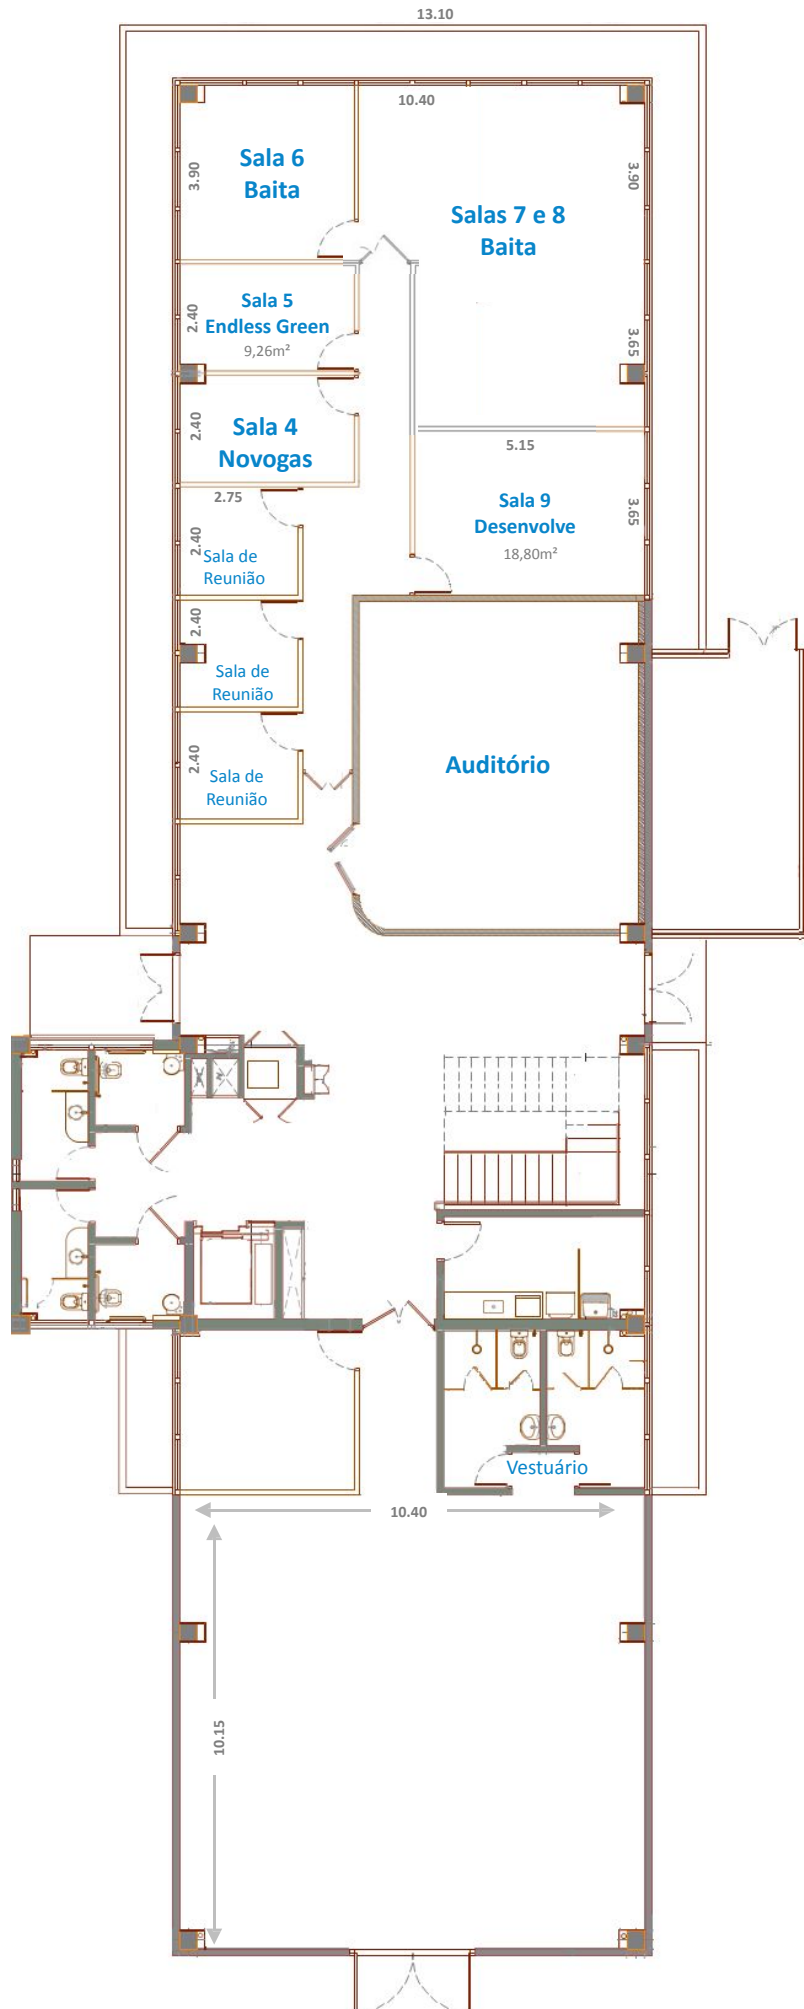 13.10
10.40
Sala 6
Baita
3.90
3.90
Salas 7 e 8
Baita
Sala 5
Endless Green
9,26m²
2.40
3.65
Sala 4
Novogas
2.40
5.15
2.75
Sala 9
Desenvolve
18,80m²
3.65
2.40
Sala de
Reunião
2.40
Sala de
Reunião
2.40
Sala de
Reunião
Auditório
Vestuário
10.40
10.15